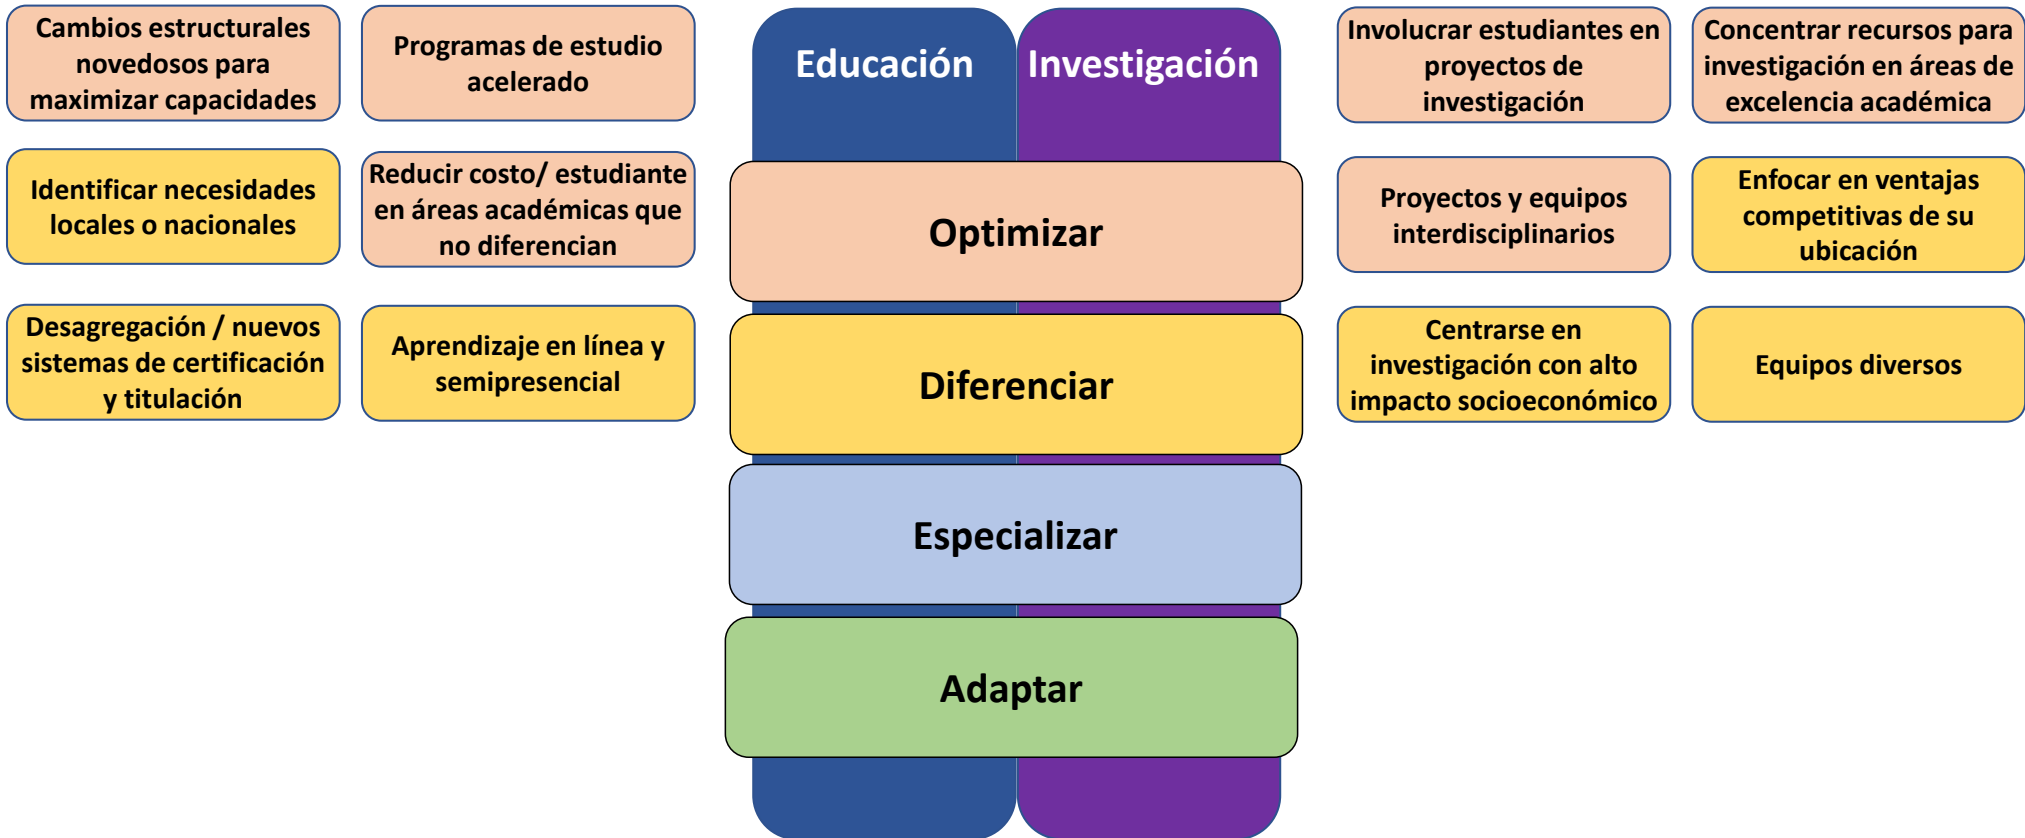 Cambios estructurales
novedosos para
maximizar capacidades
Programas de estudio
acelerado
Identificar necesidades
locales o nacionales
Reducir costo/ estudiante
en áreas académicas que
no diferencian
Desagregación / nuevos
sistemas de certificación
y titulación
Aprendizaje en línea y
semipresencial
Educación
Investigación
Optimizar
Diferenciar
Especializar
Adaptar
Involucrar estudiantes en
proyectos de
investigación
Concentrar recursos para
investigación en áreas de
excelencia académica
Proyectos y equipos
interdisciplinarios
Enfocar en ventajas
competitivas de su
ubicación
Centrarse en
investigación con alto
impacto socioeconómico
Equipos diversos